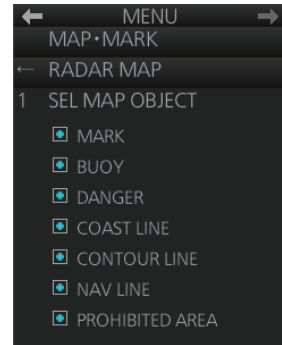 MENU
MAP•MARK
RADAR MAP
1 SEL MAP OBJECT
MARK
BUOY
DANGER
COAST LINE
CONTOUR LINE
NAV LINE
PROHIBITED AREA